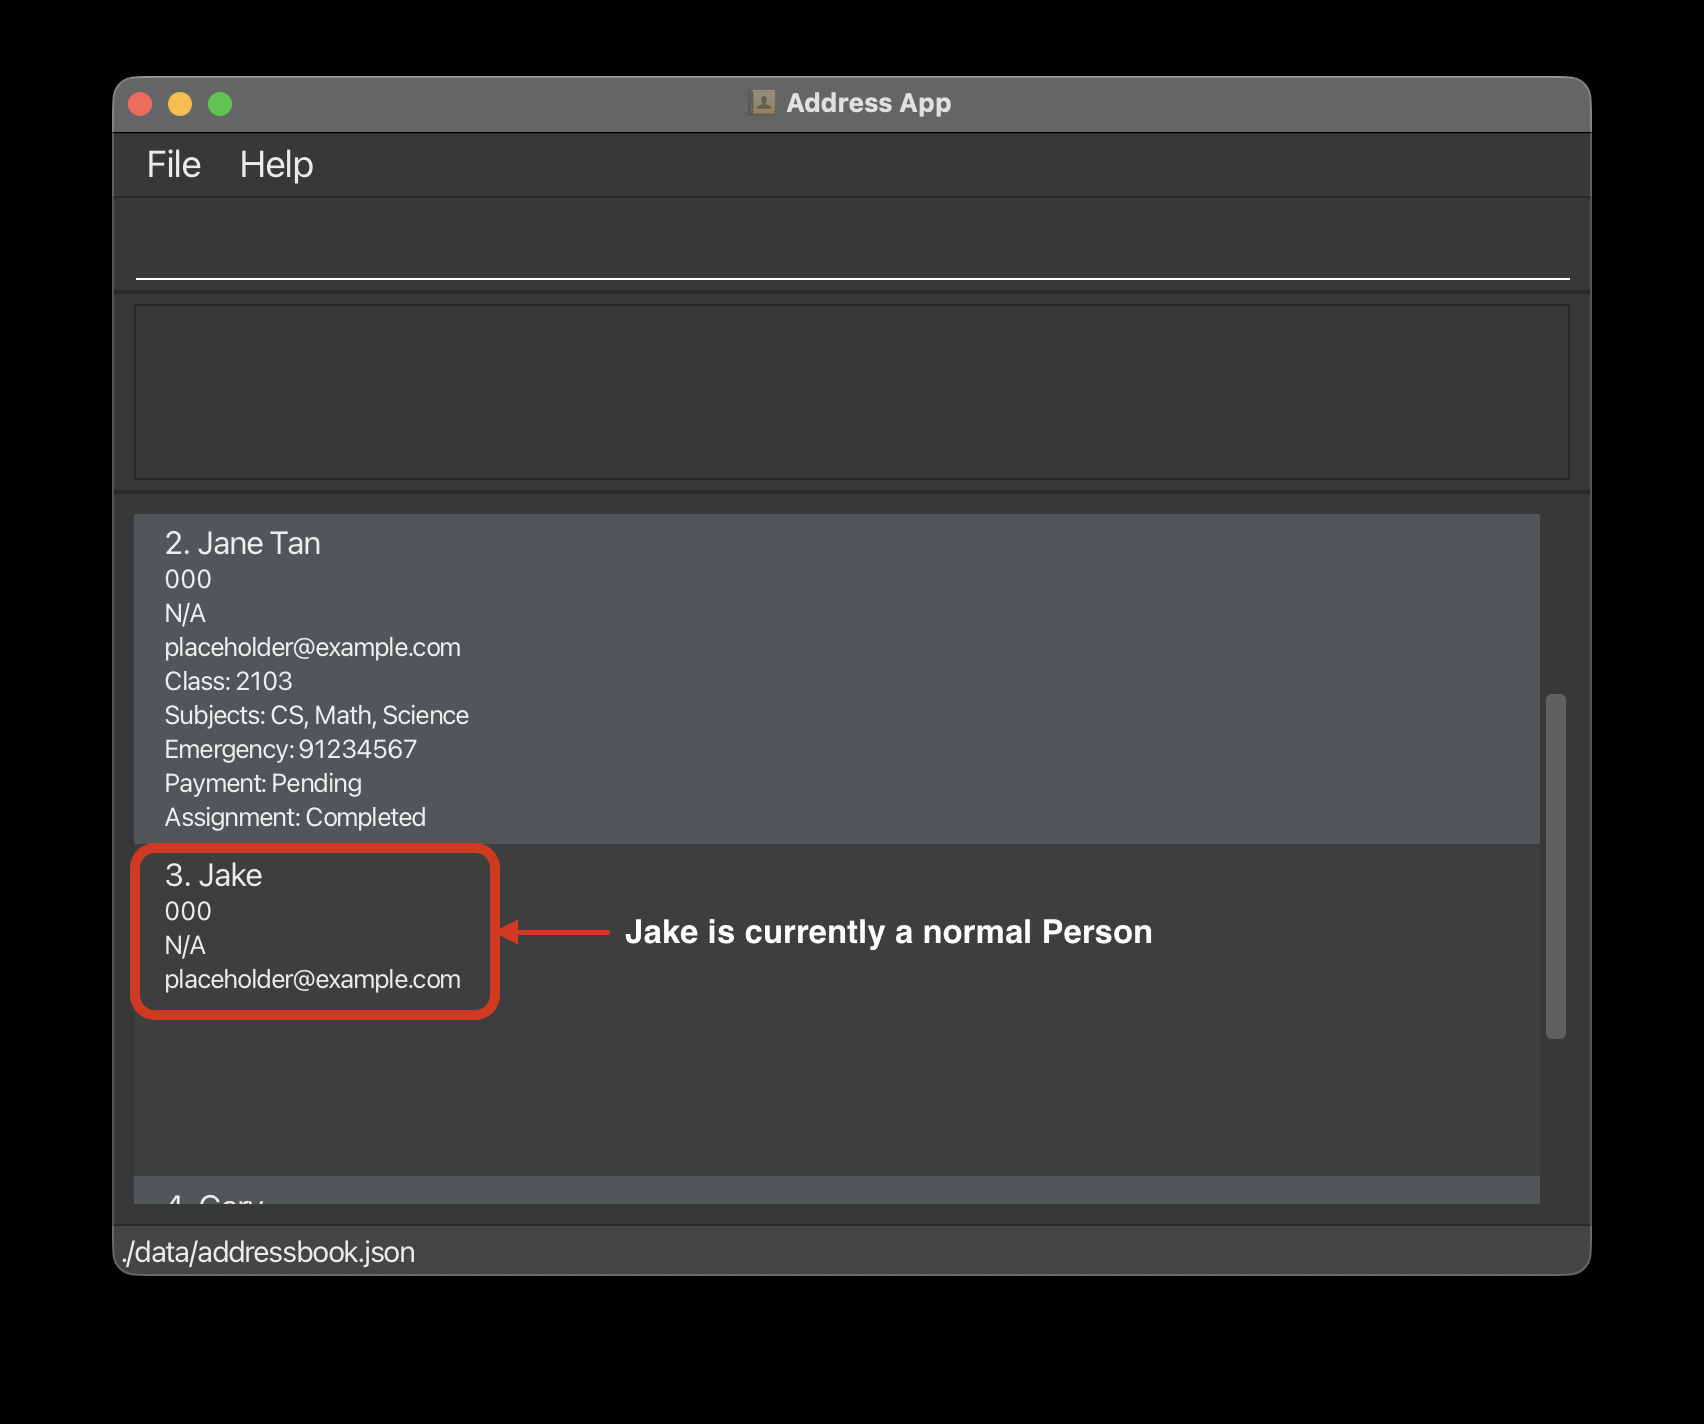 Address App
File Help
2. Jane Tan
000
N/A
placeholder@example.com
Class: 2103
Subjects: CS, Math, Science
Emergency: 91234567
Payment: Pending
Assignment: Completed
3. Jake
000
N/A
placeholder@example.com
Jake is currently a normal Person
4.
./data/addressbook.json